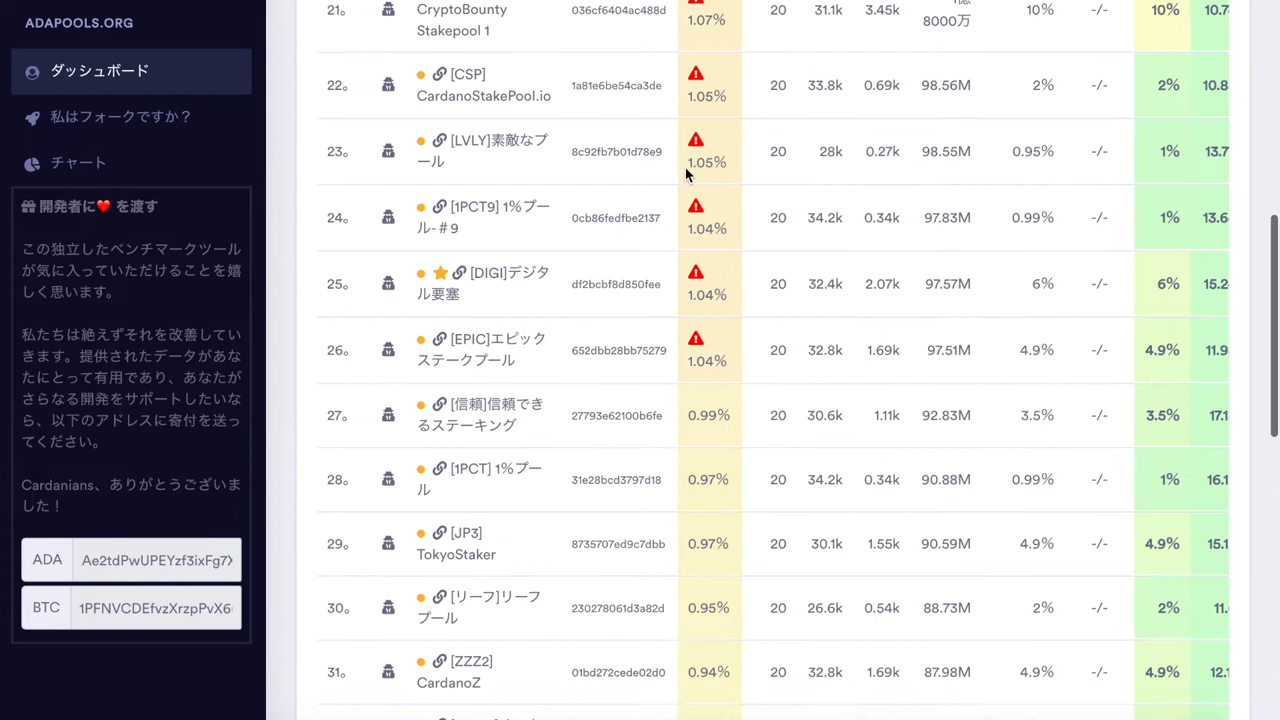 ADAPOOLS.ORG
ダッシュボード
私はフォークですか？
チャート
開発者に を渡す
この独立したベンチマークツール
が気に入っていただけることを嬉
しく思います。
私たちは絶えずそれを改善してい
きます。提供されたデータがあな
たにとって有用であり、あなたが
さらなる開発をサポートしたいな
ら、以下のアドレスに寄付を送っ
てください。
Cardanians、ありがとうございま
した！
ADA Ae2tdPwUPEYzf3ixFg7X
BTC 1PFNVCDEfvzXrzpPvX6
21。 CryptoBounty 036cf6404ac488d 1.07% 20 31.1k 3.45k 10% -/- 10%
Stakepool 1 8000万
22。 [CSP] 1a81e6be54ca3de 1.05% 20 33.8k 0.69k 98.56M 2% -/- 2% 10.8
CardanoStakePool.io
23。 [LVLY]素敵なプ 8c92fb7b01d78e9 1.05% 20 28k 0.27k 98.55M 0.95% -/- 1% 13.7
ール
24。 [1PCT9] 1%プー 0cb86fedfbe2137 1.04% 20 34.2k 0.34k 97.83M 0.99% -/- 1% 13.6
ル-＃9
25。 [DIGI]デジタ df2bcbf8d850fee 1.04% 20 32.4k 2.07k 97.57M 6% -/- 6% 15.2
ル要塞
26。 [EPIC]エピック 652dbb28bb75279 1.04% 20 32.8k 1.69k 97.51M 4.9% -/- 4.9% 11.9
ステークプール
27。 [信頼]信頼でき 27793e62100b6fe 0.99% 20 30.6k 1.11k 92.83M 3.5% -/- 3.5% 17.1
るステーキング
28。 [1PCT] 1%プー 31e28bcd3797d18 0.97% 20 34.2k 0.34k 90.88M 0.99% -/- 1% 16.1
ル
29。 [JP3] 8735707ed9c7dbb 0.97% 20 30.1k 1.55k 90.59M 4.9% -/- 4.9% 15.1
TokyoStaker
30。 [リーフ]リーフ 230278061d3a82d 0.95% 20 26.6k 0.54k 88.73M 2% -/- 2% 11.
プール
31。 [ZZZ2] 01bd272cede02d0 0.94% 20 32.8k 1.69k 87.98M 4.9% -/- 4.9% 12.1
CardanoZ